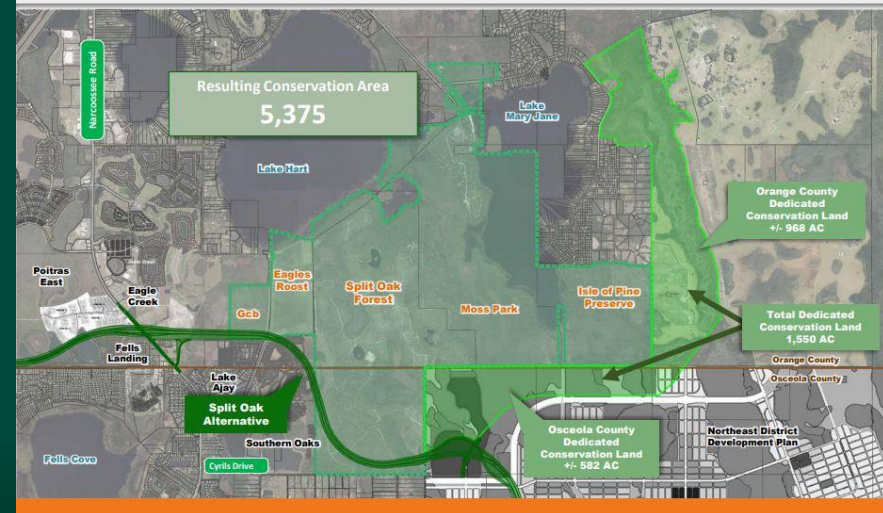 Narcoossee Road
Resulting Conservation Area
5,375
Lake
Mary Jane
Lake Hart
Orange County
Dedicated
Conservation Land
+/- 968 AC
Poitras
East
Eagle
Creek
Eagles
Roost
Split Oak
Forest
Isle of Pine
Preserve
Moss Park
Gcb
Total Dedicated
Conservation Land
1,550 AC
Fells
Landing
Orange County
Osceola County
Lake
Ajay
Split Oak
Alternative
Southern Oaks
Osceola County
Dedicated
Conservation Land
+/- 582 AC
Northeast District
Development Plan
Fells Cove
Cyrils Drive